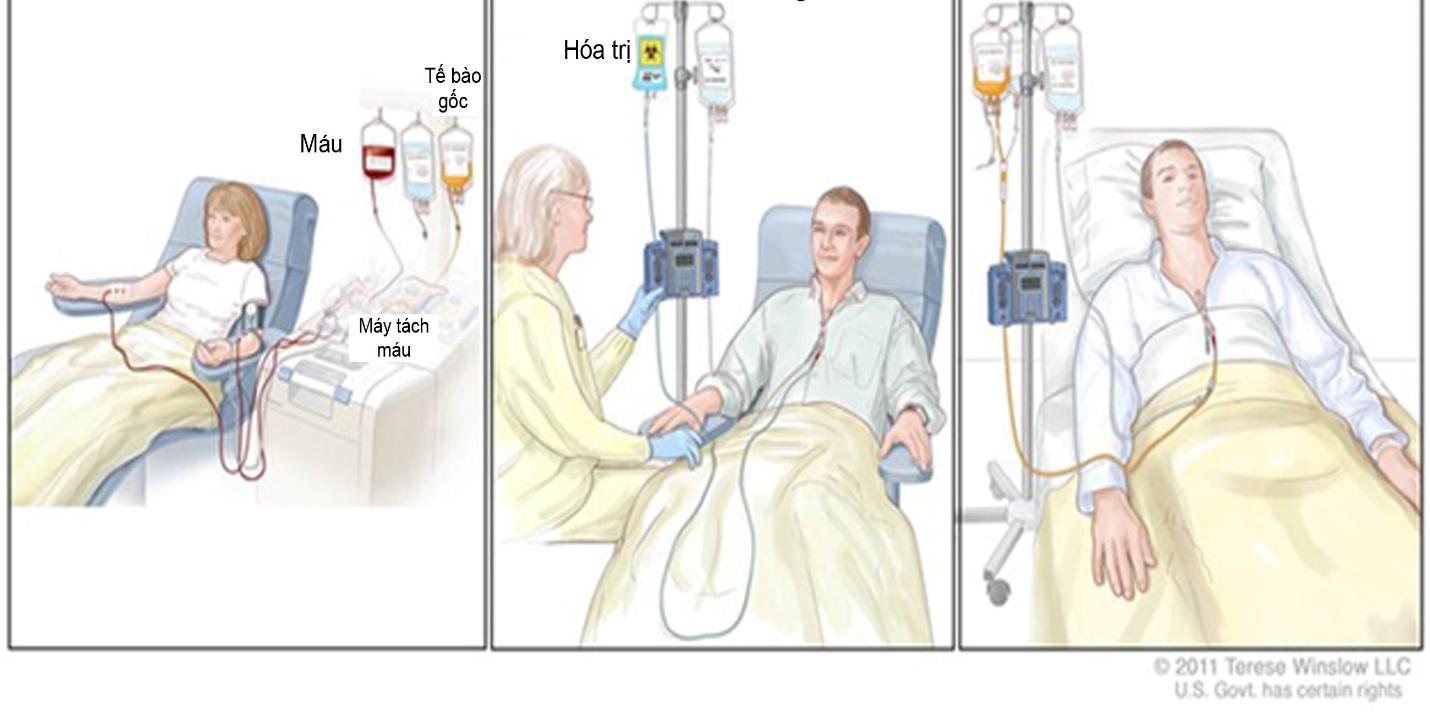 Tế bào
gốc
Máu
Máy tách
máu
Hóa trị
© 2011 Terese Winslow LLC
U.S. Govt. has certain rights